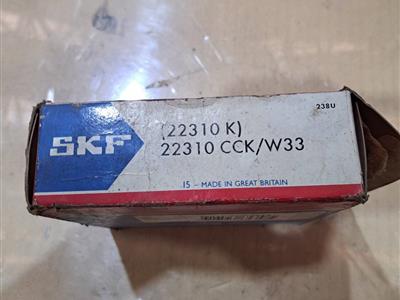 238U
(22310 K)
SKF
22310 CCK/W33
15 – MADE IN GREAT BRITAIN